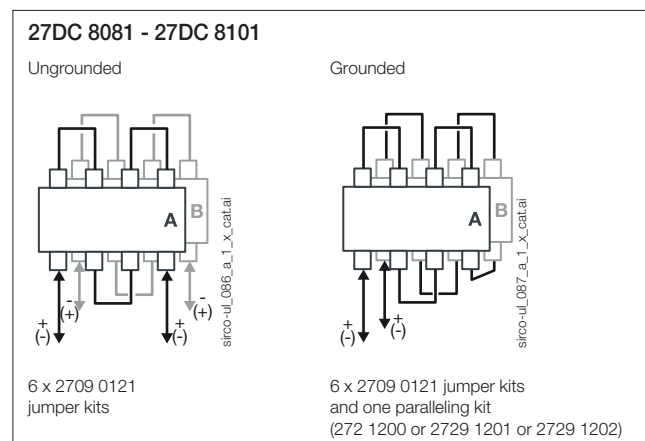 27DC 8081 - 27DC 8101
Ungrounded
A
B
sirco-ul_086_a_1_x_cat.ai
+
(-)
-
(+)
+
(-)
-
(+)
6 x 2709 0121
jumper kits
Grounded
A
B
sirco-ul_087_a_1_x_cat.ai
+
(-)
+
(-)
6 x 2709 0121 jumper kits
and one paralleling kit
(272 1200 or 2729 1201 or 2729 1202)